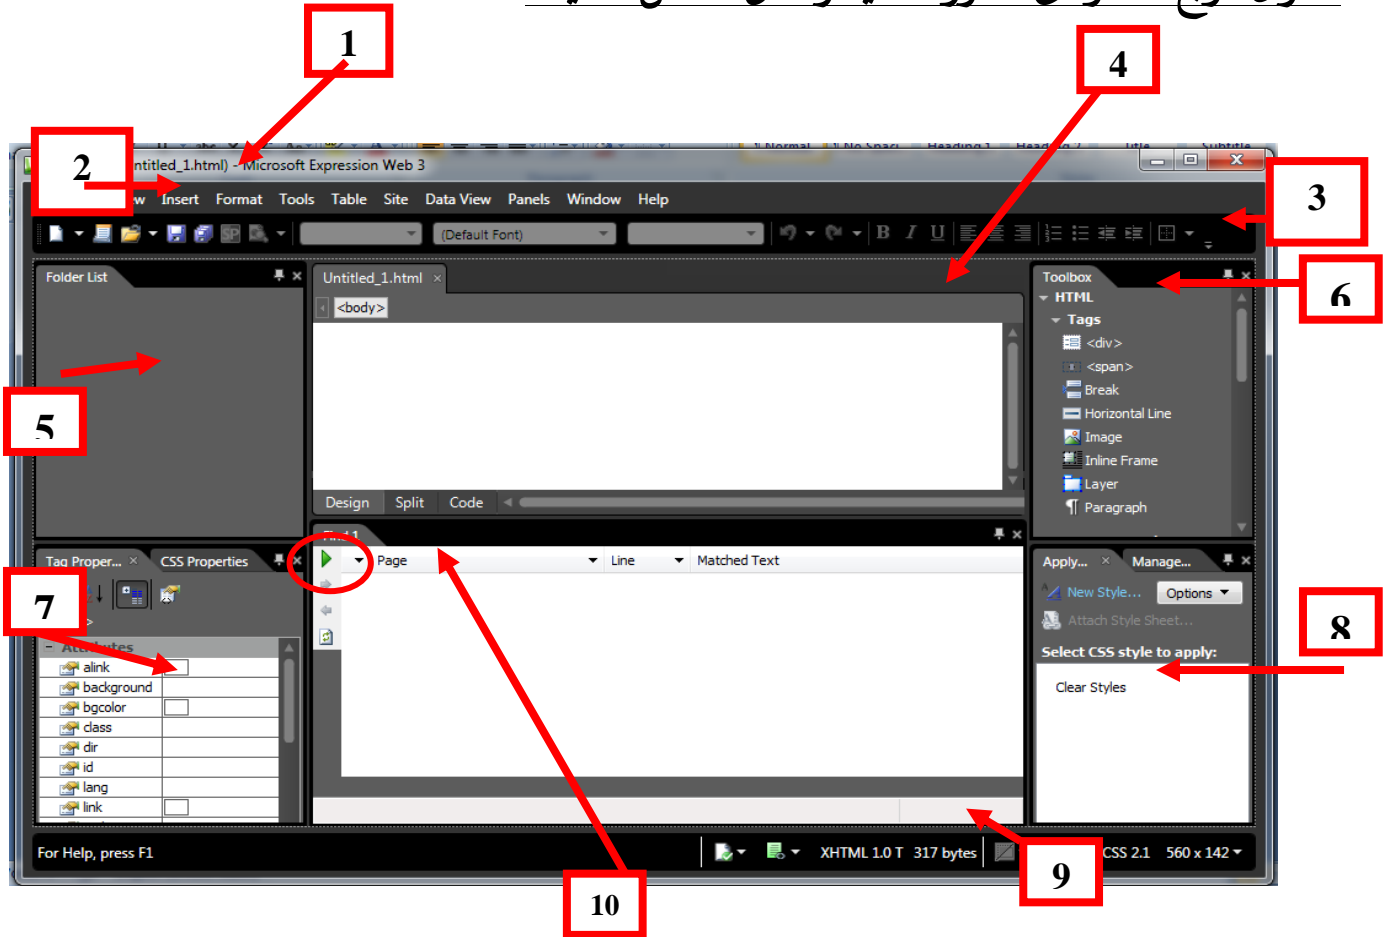 1
4
2
Untitled_1.html) - Microsoft Expression Web 3
Insert Format Tools Table Site Data View Panels Window Help
3
(Default Font)
B I U
Folder List
Untitled_1.html ×
<body>
Toolbox
6
HTML
Tags
<div>
<span>
Break
Horizontal Line
Image
Inline Frame
Layer
Paragraph
5
Design Split Code
Find 1
Page Line Matched Text
Tag Proper... × CSS Properties
7
Attributes
alink
background
bgcolor
class
dir
id
lang
link
Apply... × Manage...
New Style... Options
Attach Style Sheet...
8
Select CSS style to apply:
Clear Styles
For Help, press F1
XHTML 1.0 T 317 bytes
CSS 2.1 560 x 142
9
10